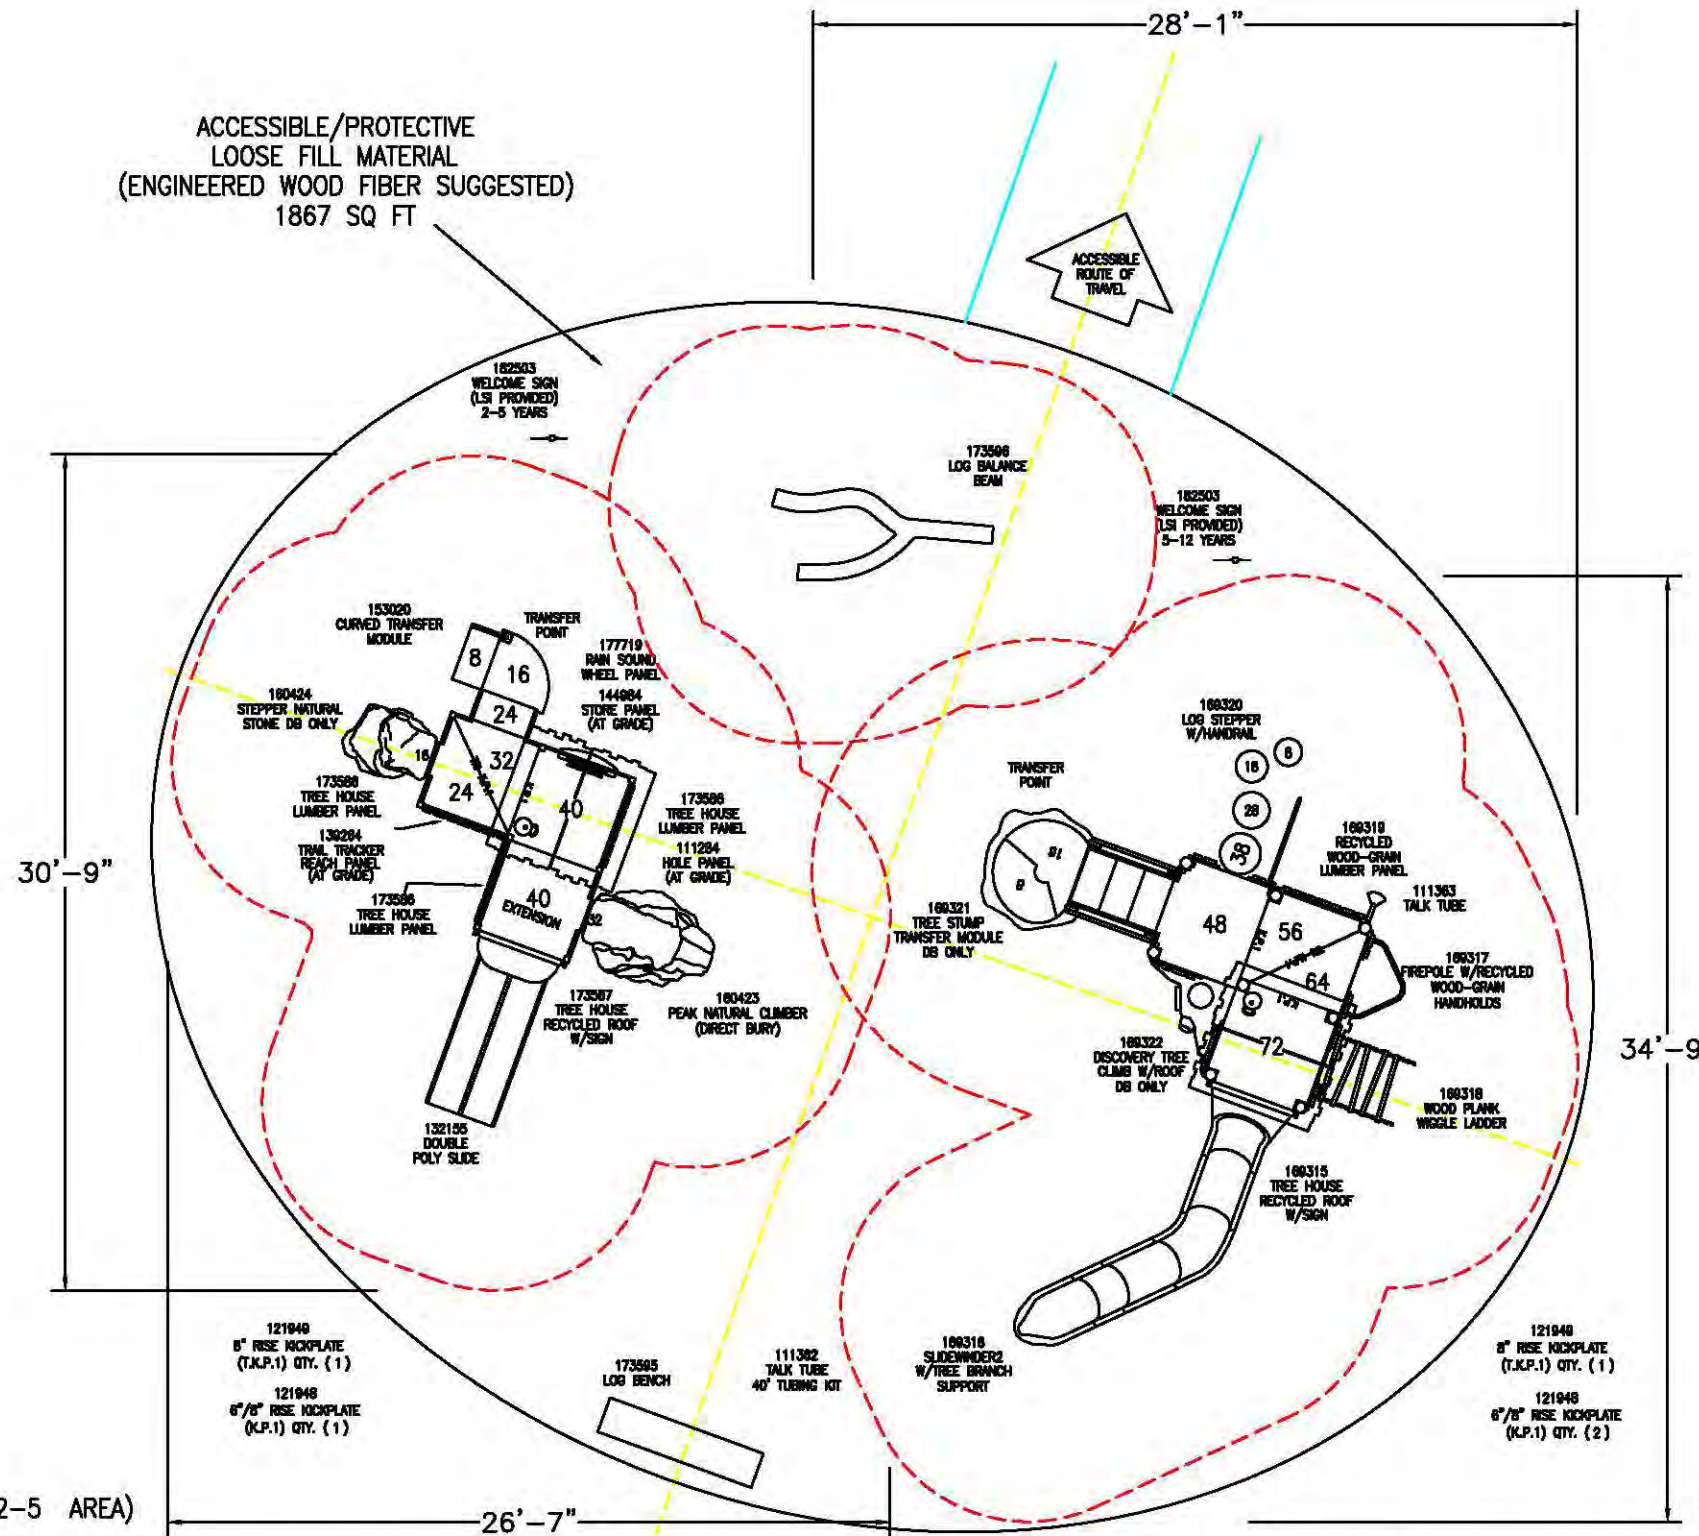 28'-1"
ACCESSIBLE/PROTECTIVE
LOOSE FILL MATERIAL
(ENGINEERED WOOD FIBER SUGGESTED)
1867 SQ FT
ACCESSIBLE
ROUTE OF
TRAVEL
182503
WELCOME SIGN
(LSI PROVIDED)
2-5 YEARS
173596
LOG BALANCE
BEAM
182503
WELCOME SIGN
(LSI PROVIDED)
5-12 YEARS
153020
CURVED TRANSFER
MODULE
TRANSFER
POINT
177719
RAIN SOUND
WHEEL PANEL
144984
STORE PANEL
(AT GRADE)
160424
STEPPER NATURAL
STONE DB ONLY
8
16
24
32
24
16
40
40
EXTENSION
32
173586
TREE HOUSE
LUMBER PANEL
139264
TRAIL TRACKER
REACH PANEL
(AT GRADE)
173586
TREE HOUSE
LUMBER PANEL
173586
TREE HOUSE
LUMBER PANEL
111284
HOLE PANEL
(AT GRADE)
173587
TREE HOUSE
RECYCLED ROOF
W/SIGN
160423
PEAK NATURAL CLIMBER
(DIRECT BURY)
132155
DOUBLE
POLY SLIDE
30'-9"
169320
LOG STEPPER
W/HANDRAIL
8
18
28
38
TRANSFER
POINT
169319
RECYCLED
WOOD-GRAIN
LUMBER PANEL
111363
TALK TUBE
169321
TREE STUMP
TRANSFER MODULE
DB ONLY
48
56
64
72
K.P.1
169317
FIREPOLE W/RECYCLED
WOOD-GRAIN
HANDHOLDS
169322
DISCOVERY TREE
CLIMB W/ROOF
DB ONLY
169318
WOOD PLANK
WIGGLE LADDER
169315
TREE HOUSE
RECYCLED ROOF
W/SIGN
34'-9
121949
8" RISE KICKPLATE
(T.K.P.1) QTY. (1)
121948
6"/8" RISE KICKPLATE
(K.P.1) QTY. (1)
173595
LOG BENCH
111362
TALK TUBE
40' TUBING KIT
169316
SLIDEWINDER2
W/TREE BRANCH
SUPPORT
121949
8" RISE KICKPLATE
(T.K.P.1) QTY. (1)
121948
6"/8" RISE KICKPLATE
(K.P.1) QTY. (2)
2-5 AREA)
26'-7"